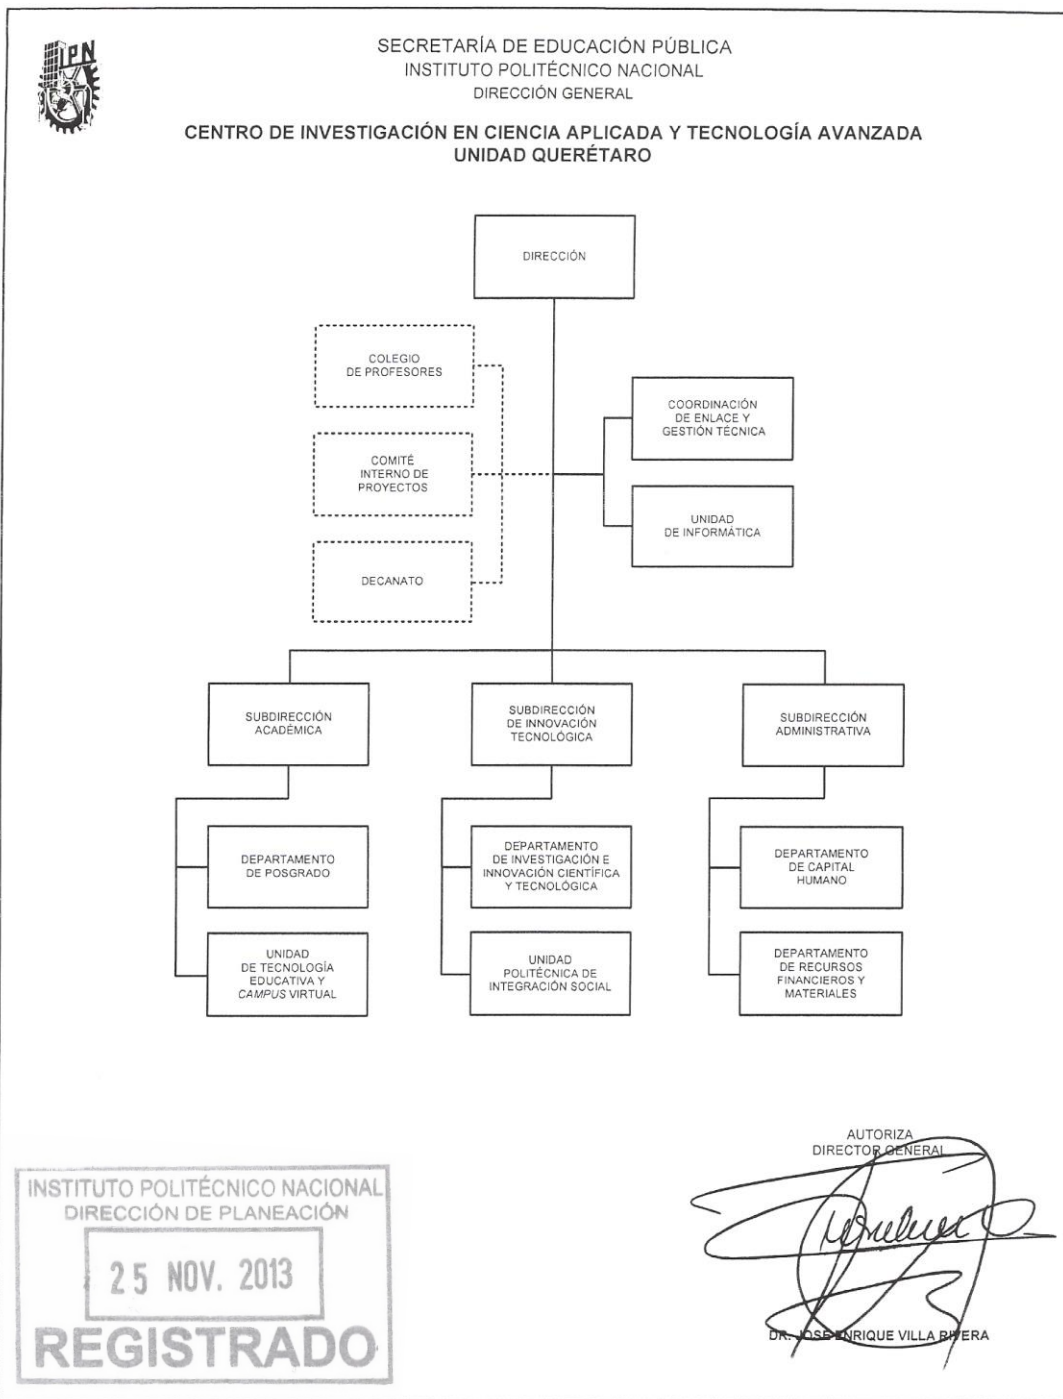 IPN
SECRETARÍA DE EDUCACIÓN PÚBLICA
INSTITUTO POLITÉCNICO NACIONAL
DIRECCIÓN GENERAL
CENTRO DE INVESTIGACIÓN EN CIENCIA APLICADA Y TECNOLOGÍA AVANZADA
UNIDAD QUERÉTARO
DIRECCIÓN
COLEGIO
DE PROFESORES
COORDINACIÓN
DE ENLACE Y
GESTIÓN TÉCNICA
COMITÉ
INTERNO DE
PROYECTOS
UNIDAD
DE INFORMÁTICA
DECANATO
SUBDIRECCIÓN
ACADÉMICA
SUBDIRECCIÓN
DE INNOVACIÓN
TECNOLÓGICA
SUBDIRECCIÓN
ADMINISTRATIVA
DEPARTAMENTO
DE POSGRADO
DEPARTAMENTO
DE INVESTIGACIÓN E
INNOVACIÓN CIENTÍFICA
Y TECNOLÓGICA
DEPARTAMENTO
DE CAPITAL
HUMANO
UNIDAD
DE TECNOLOGÍA
EDUCATIVA Y
CAMPUS VIRTUAL
UNIDAD
POLITÉCNICA DE
INTEGRACIÓN SOCIAL
DEPARTAMENTO
DE RECURSOS
FINANCIEROS Y
MATERIALES
AUTORIZA
DIRECTOR GENERAL
DR. JOSÉ ENRIQUE VILLA RIVERA
INSTITUTO POLITÉCNICO NACIONAL
DIRECCIÓN DE PLANEACIÓN
25 NOV. 2013
REGISTRADO